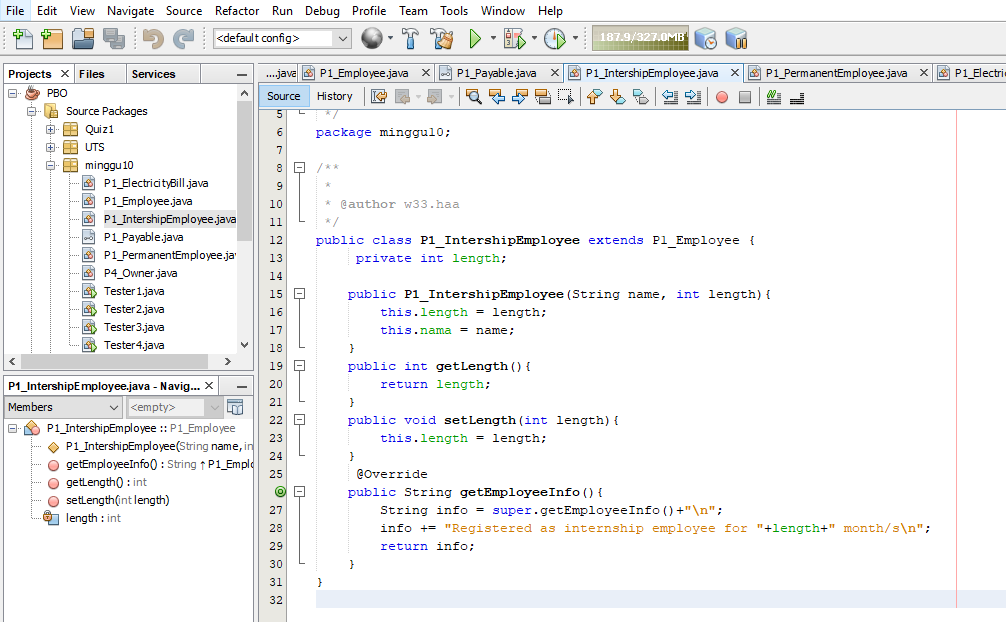 File Edit View Navigate Source Refactor Run Debug Profile Team Tools Window Help
<default config> 187.9/327.0MB
Projects Files Services
PBO
Source Packages
Quiz1
UTS
minggu10
P1_ElectricityBill.java
P1_Employee.java
P1_IntershipEmployee.java
P1_Payable.java
P1_PermanentEmployee.jav
P4_Owner.java
Tester1.java
Tester2.java
Tester3.java
Tester4.java
P1_IntershipEmployee.java - Navig...
Members <empty>
P1_IntershipEmployee :: P1_Employee
P1_IntershipEmployee(String name, in
getEmployeeInfo() : String ↑ P1_Emplo
getLength() : int
setLength(int length)
length : int
....java P1_Employee.java P1_Payable.java P1_IntershipEmployee.java P1_PermanentEmployee.java P1_Electri
Source History
5 */
6 package minggu10;
7
8 /**
9 *
10 * @author w33.haa
11 */
12 public class P1_IntershipEmployee extends P1_Employee {
13 private int length;
14
15 public P1_IntershipEmployee(String name, int length){
16 this.length = length;
17 this.nama = name;
18 }
19 public int getLength(){
20 return length;
21 }
22 public void setLength(int length){
23 this.length = length;
24 }
25 @Override
public String getEmployeeInfo(){
27 String info = super.getEmployeeInfo()+"\n";
28 info += "Registered as internship employee for "+length+" month/s\n";
29 return info;
30 }
31 }
32